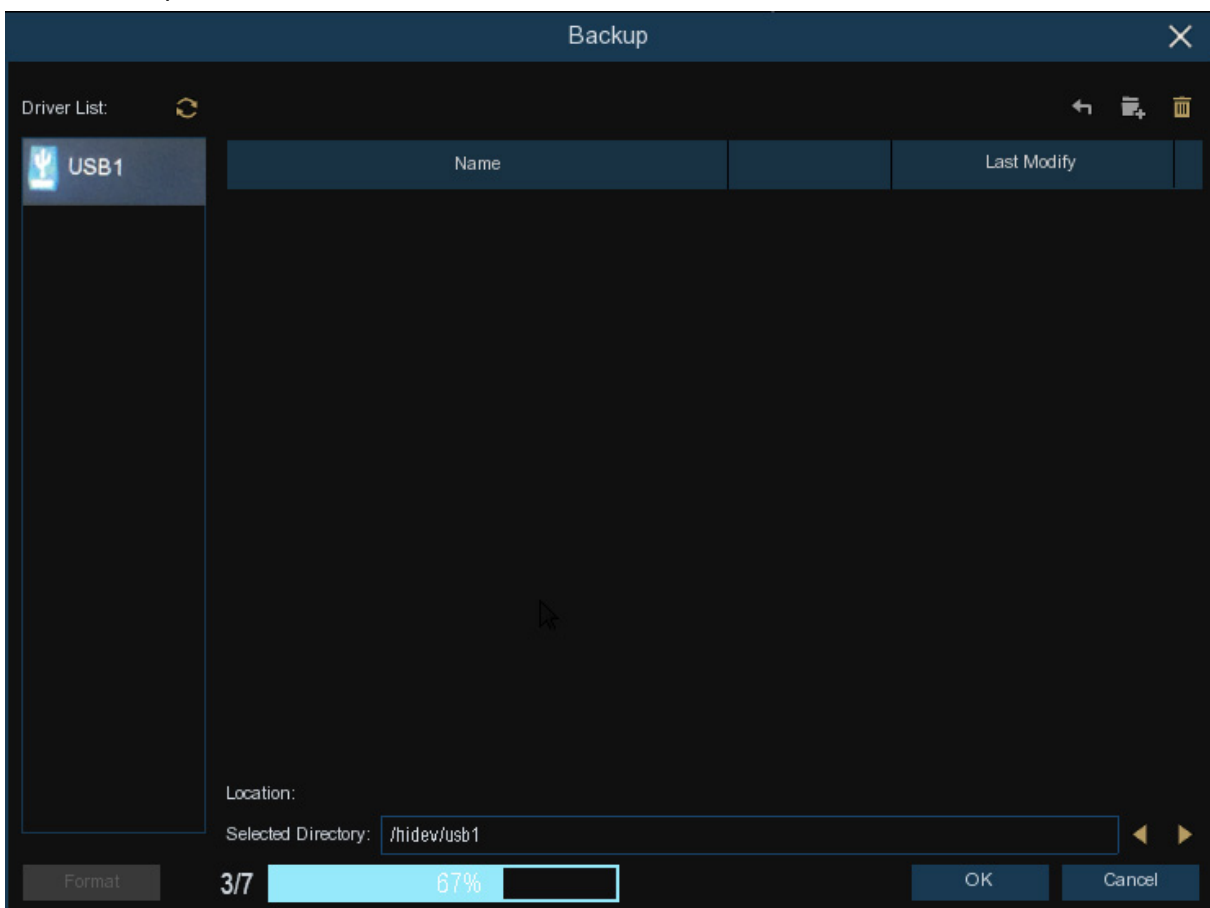 Backup
Driver List:
USB1
Name
Last Modify
Location:
Selected Directory: /hidev/usb1
Format
3/7
67%
OK
Cancel